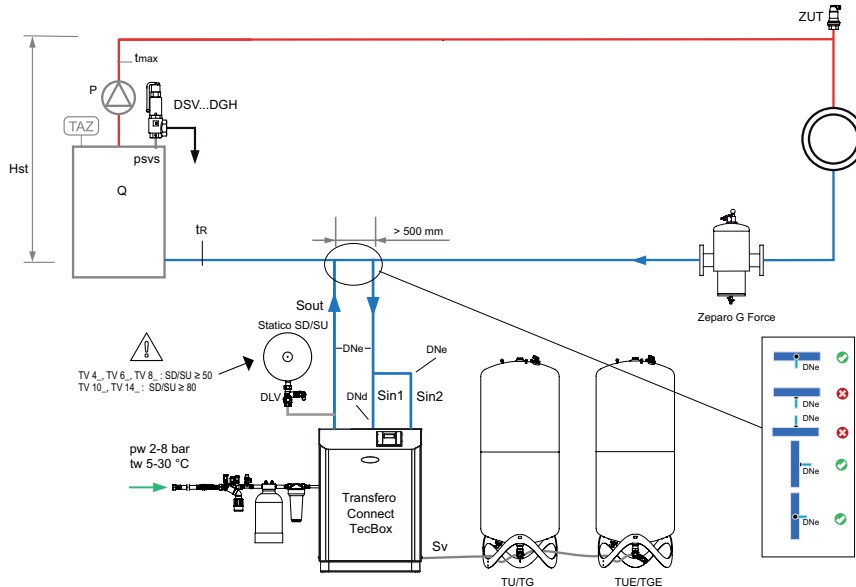 ZUT
tmax
P
DSV...DGH
TAZ
psvs
Hst
Q
tR
> 500 mm
Zeparo G Force
Sout
Statico SD/SU
DNe
DNe
TV 4_, TV 6_, TV 8_ : SD/SU ≥ 50
TV 10_, TV 14_ : SD/SU ≥ 80
DLV
DNd
Sin1
Sin2
pw 2-8 bar
tw 5-30 °C
Transfero
Connect
TecBox
Sv
TU/TG
TUE/TGE
DNe
DNe
DNe
DNe
DNe